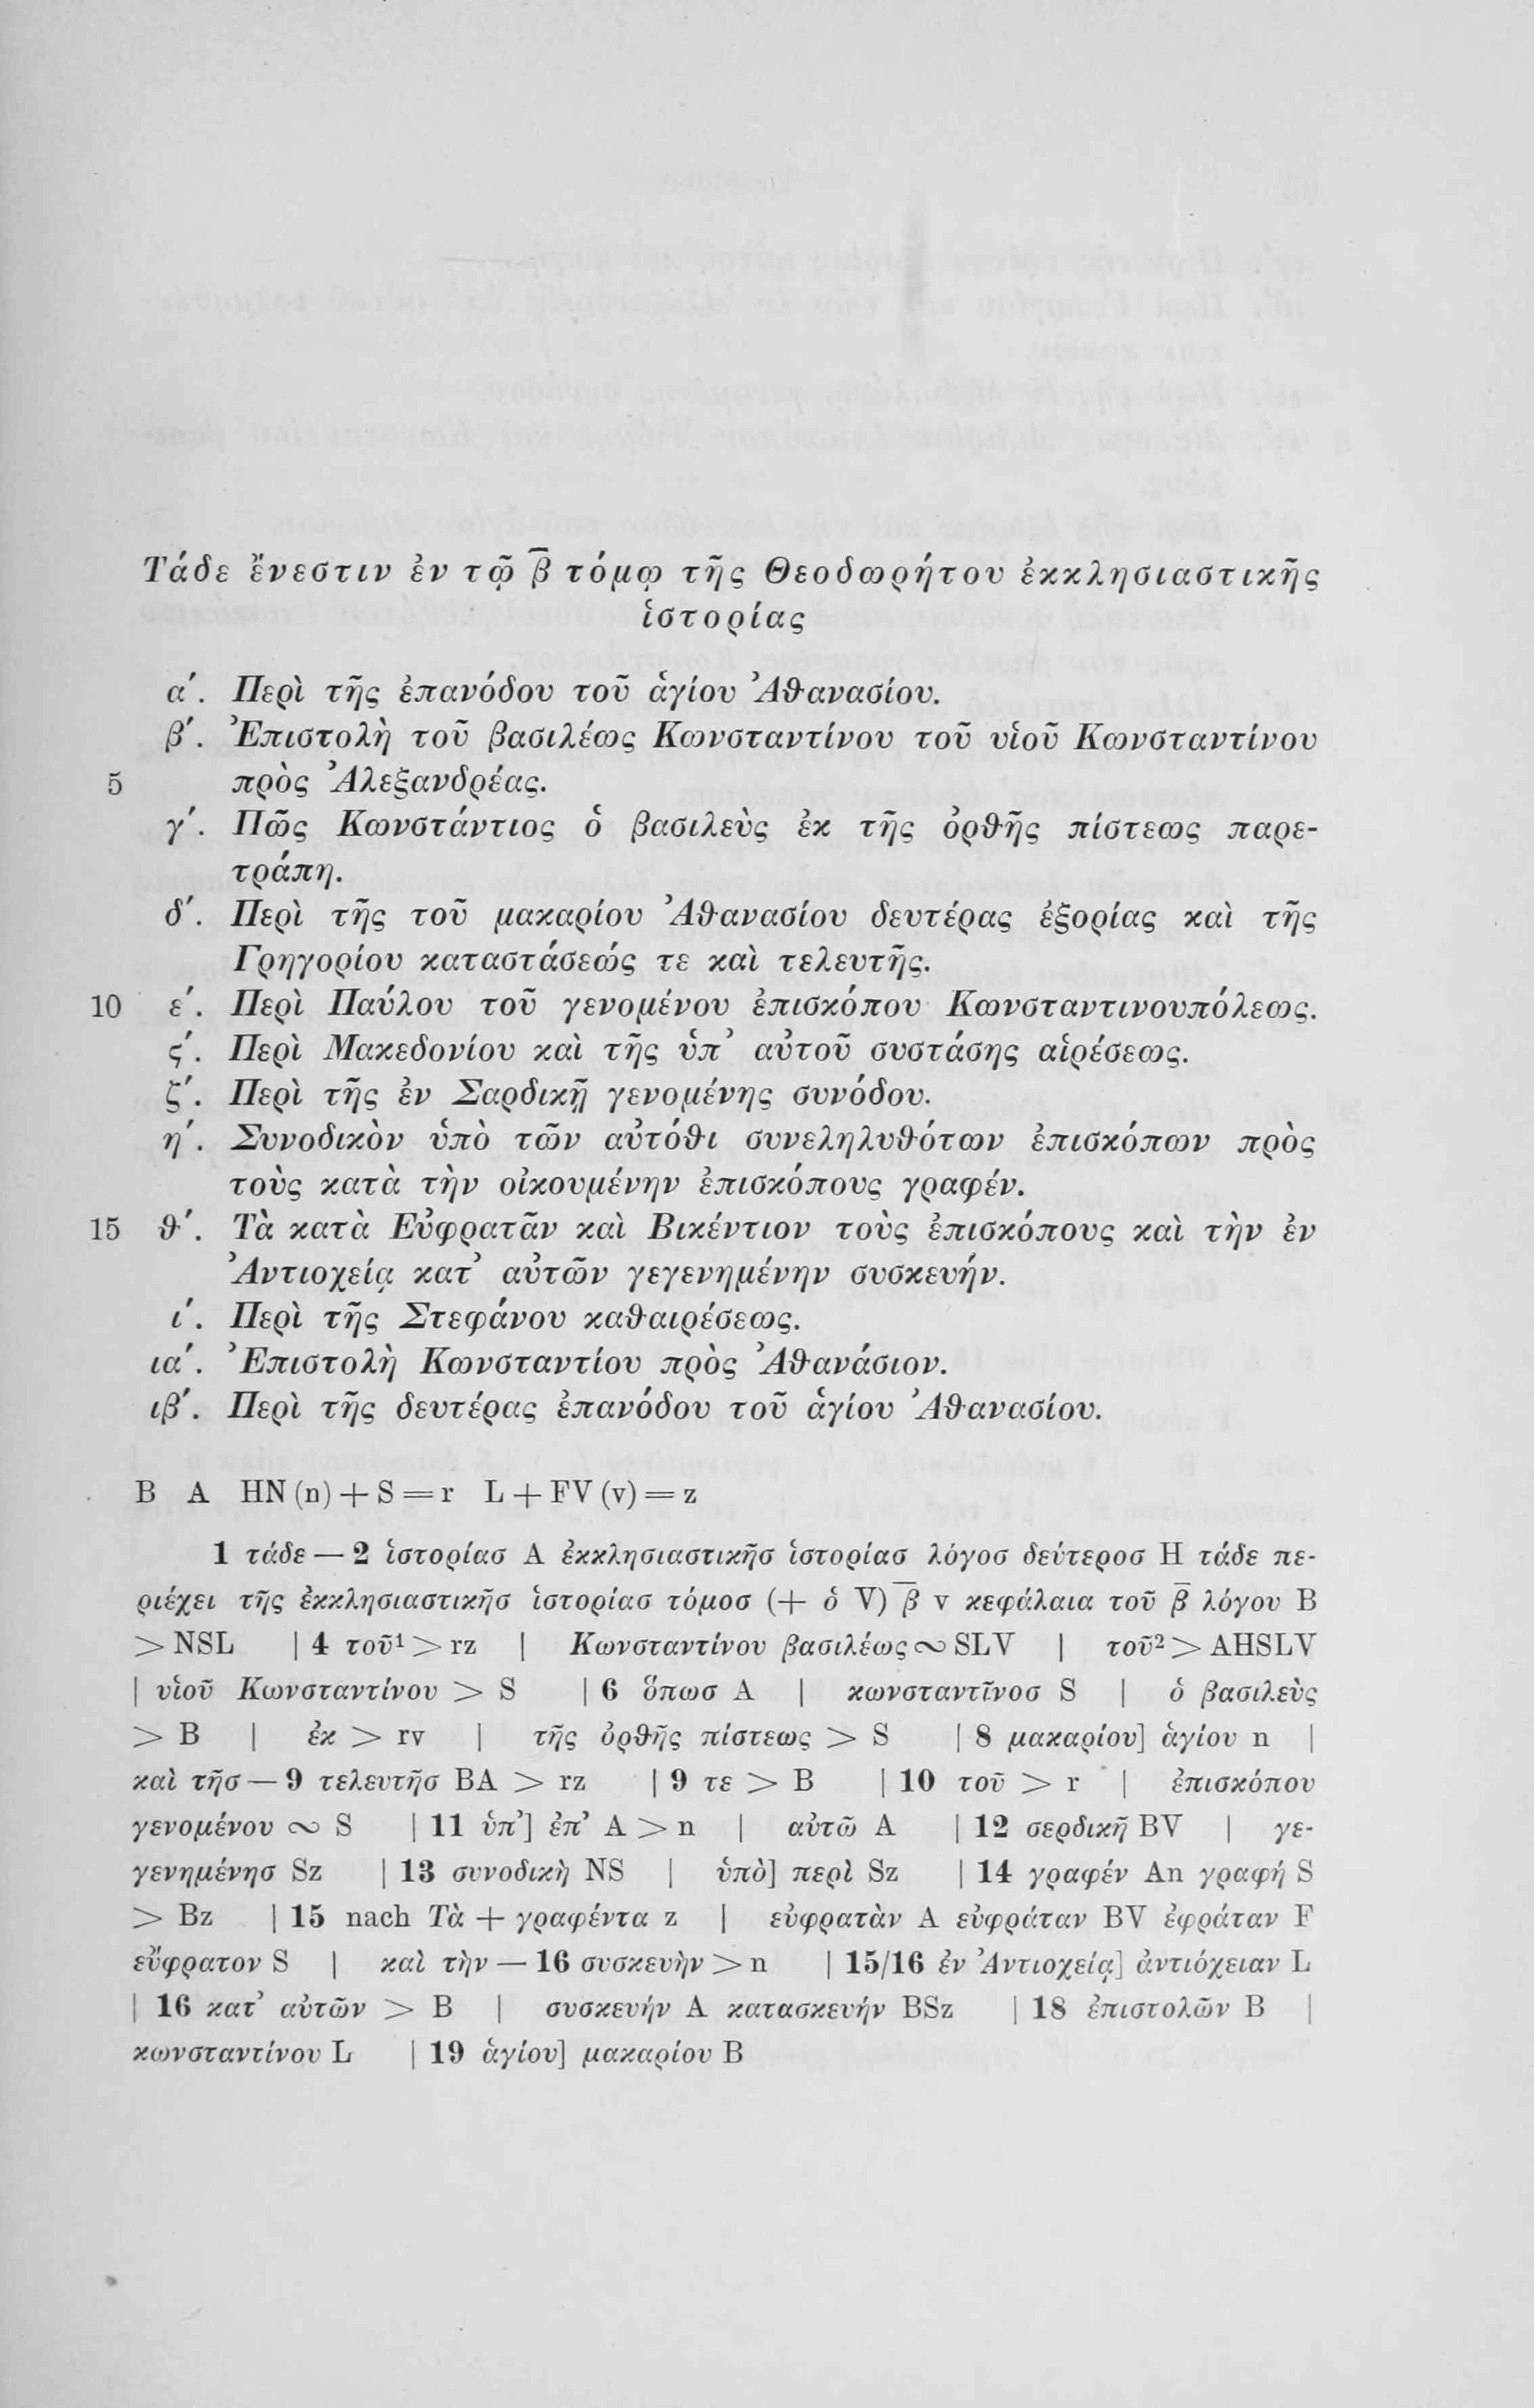 Τάδε ἔνεστιν ἐν τῷ β̅ τόμῳ τῆς Θεοδωρήτου ἐκκλησιαστικῆς
ἱστορίας
α΄. Περὶ τῆς ἐπανόδου τοῦ ἁγίου Ἀθανασίου.
β΄. Ἐπιστολὴ τοῦ βασιλέως Κωνσταντίνου τοῦ υἱοῦ Κωνσταντίνου
5 πρὸς Ἀλεξανδρέας.
γ΄. Πῶς Κωνστάντιος ὁ βασιλεὺς ἐκ τῆς ὀρθῆς πίστεως παρε-
τράπη.
δ΄. Περὶ τῆς τοῦ μακαρίου Ἀθανασίου δευτέρας ἐξορίας καὶ τῆς
Γρηγορίου καταστάσεώς τε καὶ τελευτῆς.
10 ε΄. Περὶ Παύλου τοῦ γενομένου ἐπισκόπου Κωνσταντινουπόλεως.
ϛ΄. Περὶ Μακεδονίου καὶ τῆς ὑπ᾽ αὐτοῦ συστάσης αἱρέσεως.
ζ΄. Περὶ τῆς ἐν Σαρδικῇ γενομένης συνόδου.
η΄. Συνοδικὸν ὑπὸ τῶν αὐτόθι συνεληλυθότων ἐπισκόπων πρὸς
τοὺς κατὰ τὴν οἰκουμένην ἐπισκόπους γραφέν.
15 θ΄. Τὰ κατὰ Εὐφρατᾶν καὶ Βικέντιον τοὺς ἐπισκόπους καὶ τὴν ἐν
Ἀντιοχείᾳ κατ᾽ αὐτῶν γεγενημένην συσκευήν.
ι΄. Περὶ τῆς Στεφάνου καθαιρέσεως.
ια΄. Ἐπιστολὴ Κωνσταντίου πρὸς Ἀθανάσιον.
ιβ΄. Περὶ τῆς δευτέρας ἐπανόδου τοῦ ἁγίου Ἀθανασίου.
B A HN (n) + S = r L + FV (v) = z
1 τάδε — 2 ἱστορίασ A ἐκκλησιαστικῆσ ἱστορίασ λόγοσ δεύτεροσ H τάδε πε-
ριέχει τῆς ἐκκλησιαστικῆσ ἱστορίασ τόμοσ (+ ὁ V) β̅ v κεφάλαια τοῦ β̅ λόγου B
> NSL | 4 τοῦ¹ > rz | Κωνσταντίνου βασιλέως ∾ SLV | τοῦ² > AHSLV
| υἱοῦ Κωνσταντίνου > S | 6 ὅπωσ A | κωνσταντῖνοσ S | ὁ βασιλεὺς
> B | ἐκ > rv | τῆς ὀρθῆς πίστεως > S | 8 μακαρίου] ἁγίου n |
καὶ τῆσ — 9 τελευτῆσ BA > rz | 9 τε > B | 10 τοῦ > r | ἐπισκόπου
γενομένου ∾ S | 11 ὑπ᾽] ἐπ᾽ A > n | αὐτῶ A | 12 σερδικῆ BV | γε-
γενημένησ Sz | 13 συνοδικὴ NS | ὑπὸ] περὶ Sz | 14 γραφέν An γραφή S
> Bz | 15 nach Τὰ + γραφέντα z | εὐφρατὰν A εὐφράταν BV ἐφράταν F
εὔφρατον S | καὶ τὴν — 16 συσκευὴν > n | 15/16 ἐν Ἀντιοχείᾳ] ἀντιόχειαν L
| 16 κατ᾽ αὐτῶν > B | συσκευήν A κατασκευήν BSz | 18 ἐπιστολῶν B |
κωνσταντίνου L | 19 ἁγίου] μακαρίου B